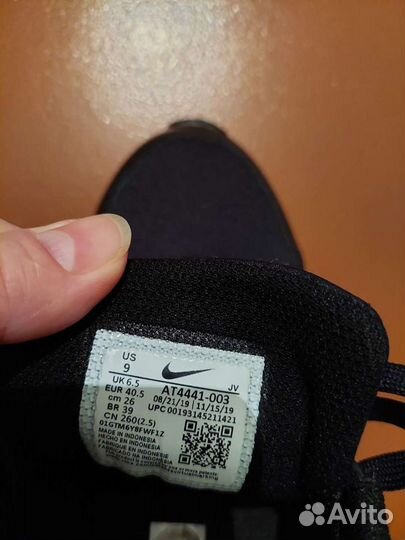 US
9
UK 6.5
EUR 40.5
cm 26
BR 39
CN 260(2.5)
01GTM6Y8FWF1Z
MADE IN INDONESIA
HECHO EN INDONESIA
FABRIQUE EN INDONESIE
AT4441-003
JV
08/21/19 11/15/19
UPC 00193145211421
Avito